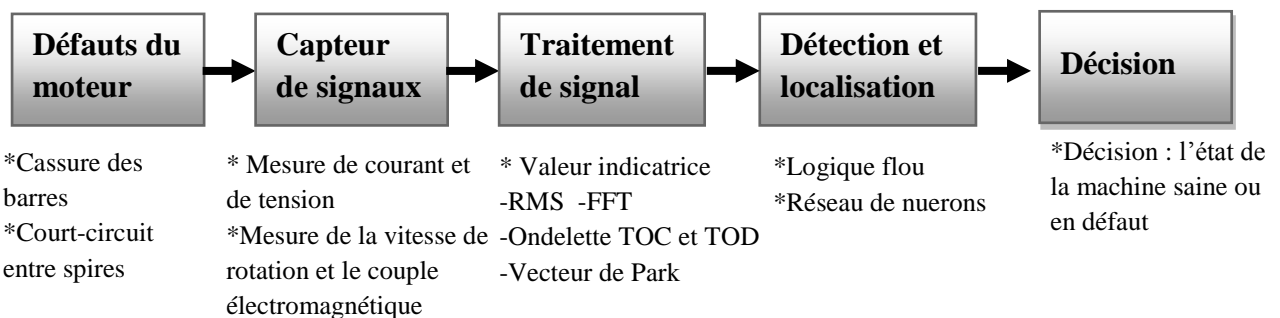 Défauts du
moteur
Capteur
de signaux
Traitement
de signal
Détection et
localisation
Décision
*Cassure des
barres
*Court-circuit
entre spires
* Mesure de courant et
de tension
*Mesure de la vitesse de
rotation et le couple
électromagnétique
* Valeur indicatrice
-RMS -FFT
-Ondelette TOC et TOD
-Vecteur de Park
*Logique flou
*Réseau de nuerons
*Décision : l’état de
la machine saine ou
en défaut